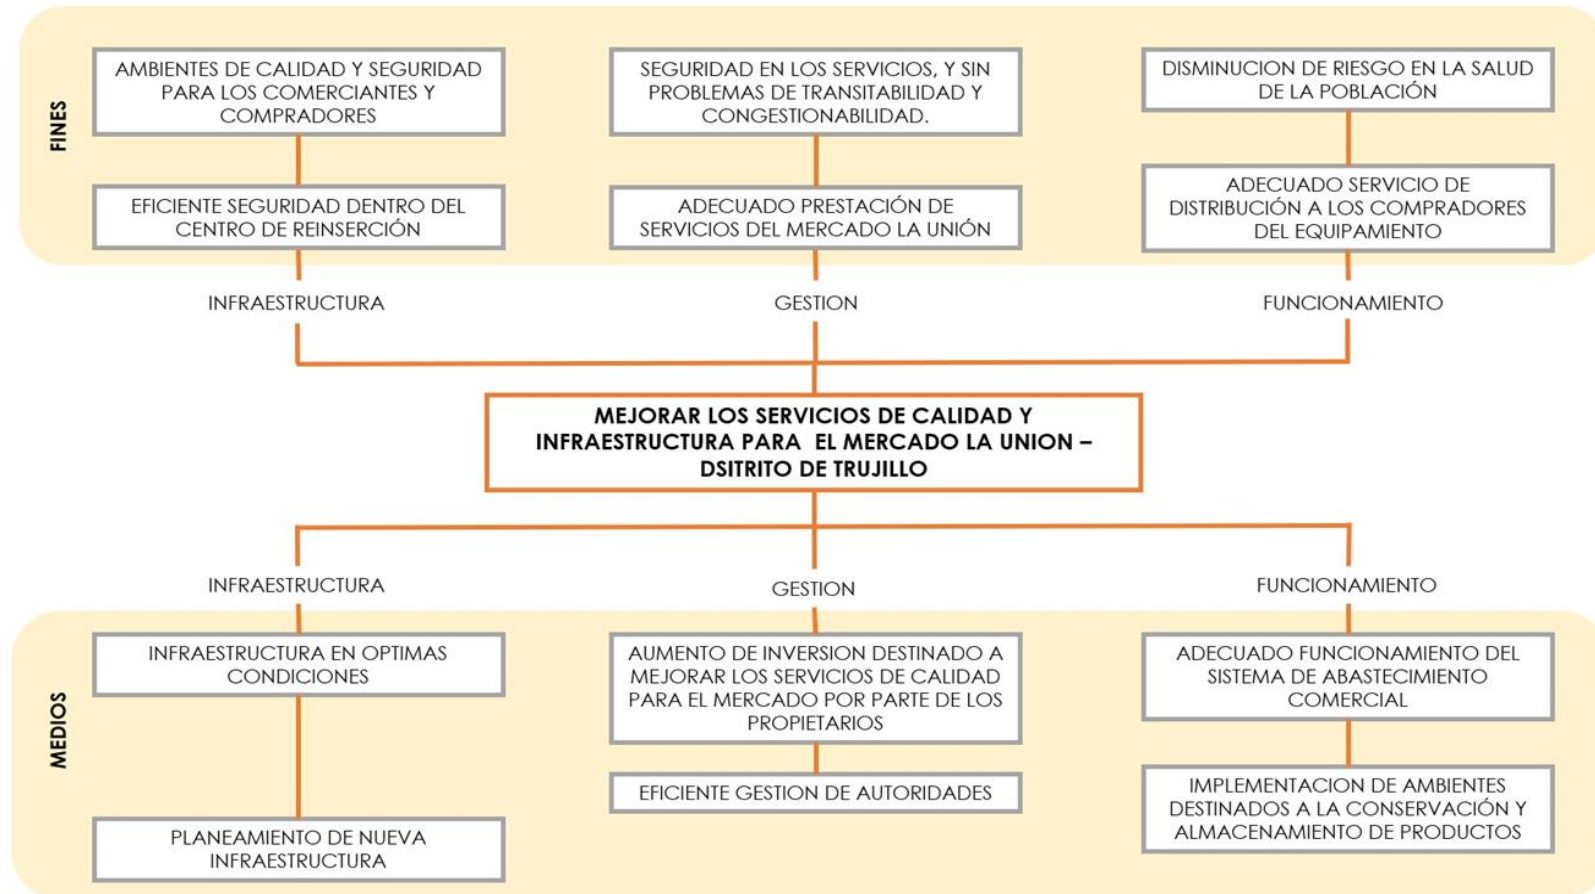 FINES
AMBIENTES DE CALIDAD Y SEGURIDAD
PARA LOS COMERCIANTES Y
COMPRADORES
SEGURIDAD EN LOS SERVICIOS, Y SIN
PROBLEMAS DE TRANSITABILIDAD Y
CONGESTIONABILIDAD.
DISMINUCION DE RIESGO EN LA SALUD
DE LA POBLACIÓN
EFICIENTE SEGURIDAD DENTRO DEL
CENTRO DE REINSERCIÓN
ADECUADO PRESTACIÓN DE
SERVICIOS DEL MERCADO LA UNIÓN
ADECUADO SERVICIO DE
DISTRIBUCIÓN A LOS COMPRADORES
DEL EQUIPAMIENTO
INFRAESTRUCTURA
GESTION
FUNCIONAMIENTO
MEJORAR LOS SERVICIOS DE CALIDAD Y
INFRAESTRUCTURA PARA EL MERCADO LA UNION –
DSITRITO DE TRUJILLO
INFRAESTRUCTURA
GESTION
FUNCIONAMIENTO
MEDIOS
INFRAESTRUCTURA EN OPTIMAS
CONDICIONES
AUMENTO DE INVERSION DESTINADO A
MEJORAR LOS SERVICIOS DE CALIDAD
PARA EL MERCADO POR PARTE DE LOS
PROPIETARIOS
ADECUADO FUNCIONAMIENTO DEL
SISTEMA DE ABASTECIMIENTO
COMERCIAL
PLANEAMIENTO DE NUEVA
INFRAESTRUCTURA
EFICIENTE GESTION DE AUTORIDADES
IMPLEMENTACION DE AMBIENTES
DESTINADOS A LA CONSERVACIÓN Y
ALMACENAMIENTO DE PRODUCTOS